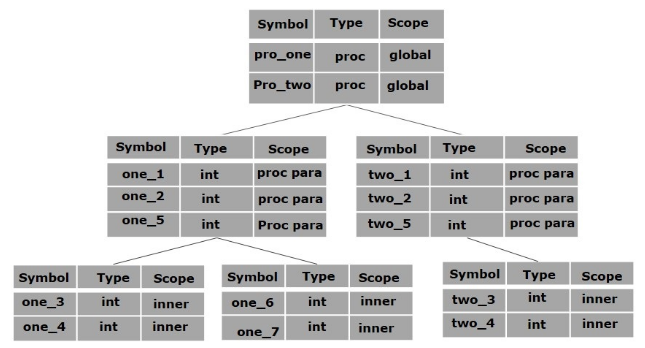 Symbol Type Scope
pro_one proc global
Pro_two proc global
Symbol Type Scope
one_1 int proc para
one_2 int proc para
one_5 int Proc para
Symbol Type Scope
two_1 int proc para
two_2 int proc para
two_5 int proc para
Symbol Type Scope
one_3 int inner
one_4 int inner
Symbol Type Scope
one_6 int inner
one_7 int inner
Symbol Type Scope
two_3 int inner
two_4 int inner